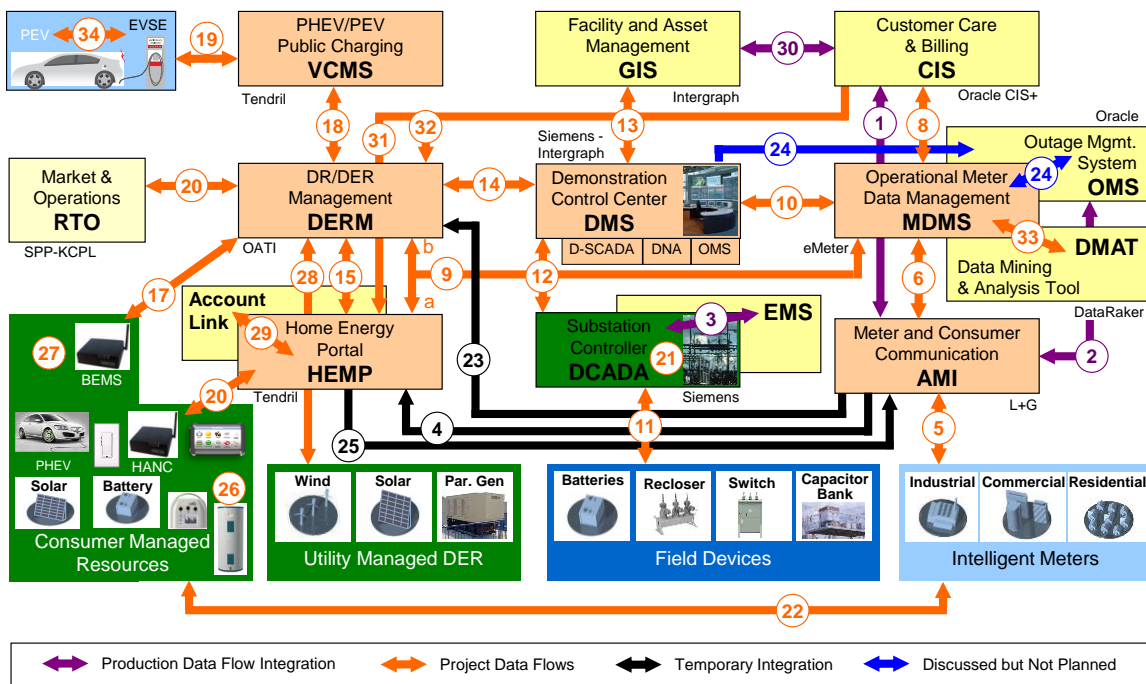 PEV
34
EVSE
19
PHEV/PEV
Public Charging
VCMS
Tendril
Facility and Asset
Management
GIS
Intergraph
30
Customer Care
& Billing
CIS
Oracle CIS+
18
31
32
13
1
8
Siemens -
Intergraph
24
Oracle
Outage Mgmt.
System
OMS
24
Market &
Operations
RTO
SPP-KCPL
20
DR/DER
Management
DERM
OATI
14
Demonstration
Control Center
DMS
D-SCADA
DNA
OMS
10
Operational Meter
Data Management
MDMS
eMeter
33
DMAT
Data Mining
& Analysis Tool
DataRaker
17
28
15
b
9
a
12
6
Account
Link
29
Home Energy
Portal
HEMP
Tendril
23
Substation
Controller
DCADA
21
3
EMS
Siemens
Meter and Consumer
Communication
AMI
L+G
2
27
BEMS
20
4
25
11
5
PHEV
HANC
Solar
Battery
26
Consumer Managed
Resources
Wind
Solar
Par. Gen
Utility Managed DER
Batteries
Recloser
Switch
Capacitor
Bank
Field Devices
Industrial
Commercial
Residential
Intelligent Meters
22
Production Data Flow Integration
Project Data Flows
Temporary Integration
Discussed but Not Planned